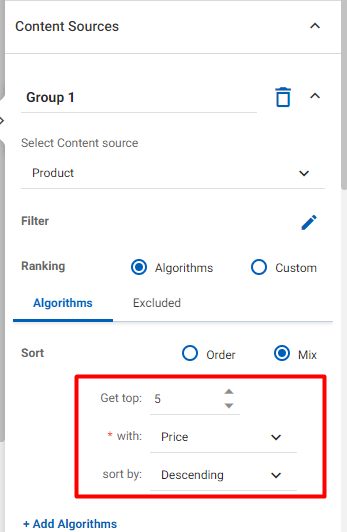 Content Sources
Group 1
Select Content source
Product
Filter
Ranking Algorithms Custom
Algorithms Excluded
Sort Order Mix
Get top: 5
* with: Price
sort by: Descending
+ Add Algorithms